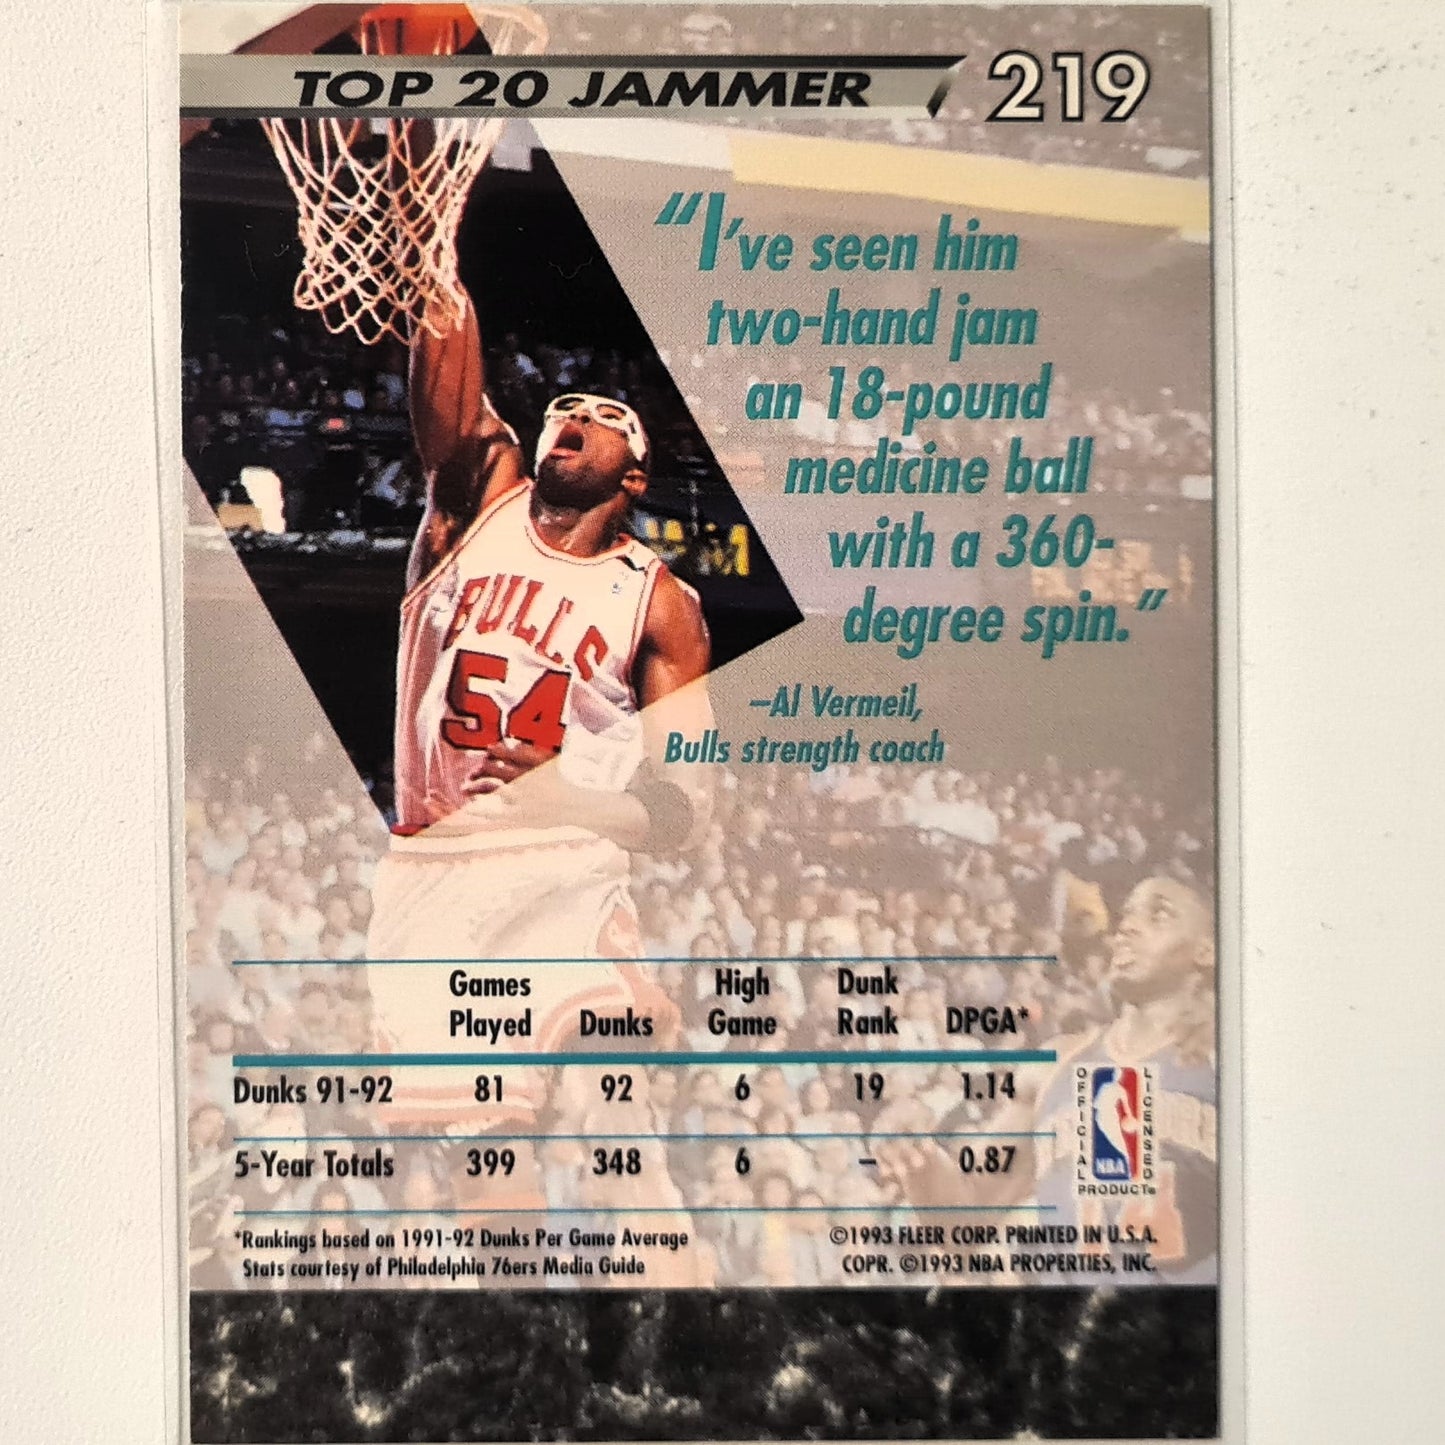 TOP 20 JAMMER 219
"I've seen him
two-hand jam
an 18-pound
medicine ball
with a 360-
degree spin."
–Al Vermeil,
Bulls strength coach
BULLS
54
Games Played Dunks High Game Dunk Rank DPGA*
Dunks 91-92 81 92 6 19 1.14
5-Year Totals 399 348 6 – 0.87
*Rankings based on 1991-92 Dunks Per Game Average
Stats courtesy of Philadelphia 76ers Media Guide
OFFICIAL LICENSED
NBA
PRODUCT®
©1993 FLEER CORP. PRINTED IN U.S.A.
COPR. ©1993 NBA PROPERTIES, INC.